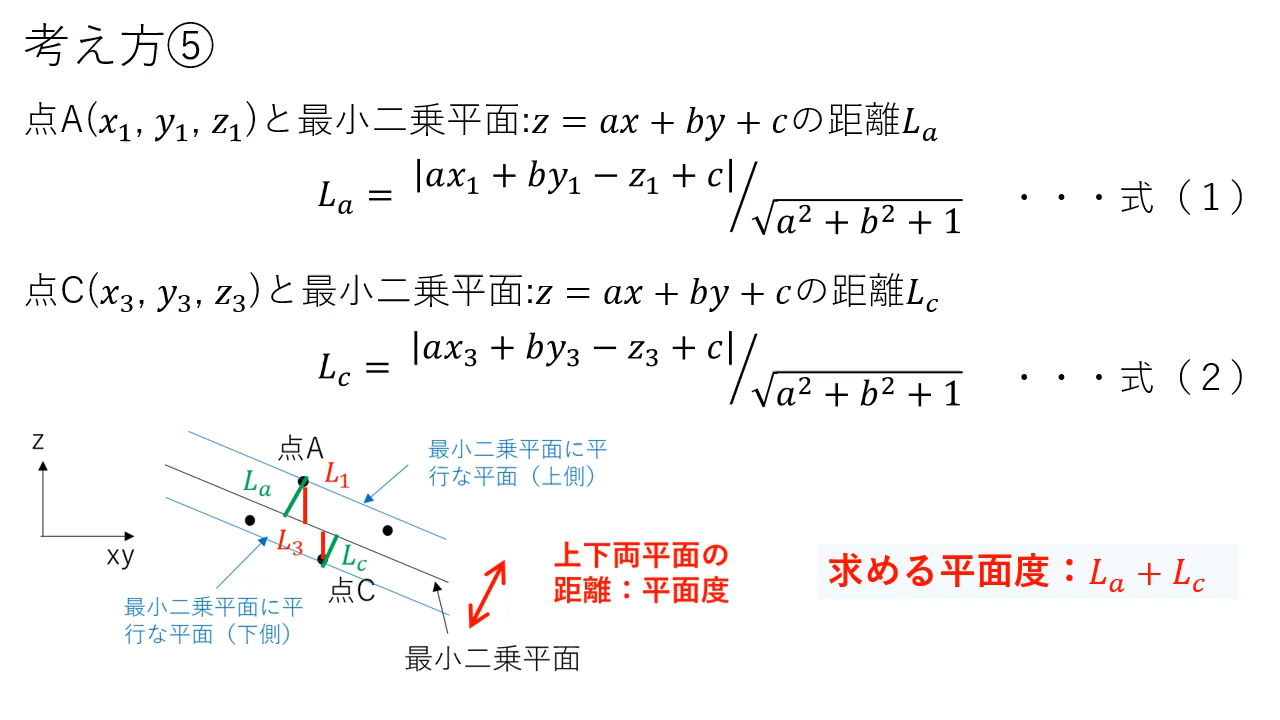 考え方⑤
点A(x₁, y₁, z₁)と最小二乗平面:z = ax + by + cの距離Lₐ
Lₐ = |ax₁ + by₁ − z₁ + c|/√(a² + b² + 1) ・・・式（1）
点C(x₃, y₃, z₃)と最小二乗平面:z = ax + by + cの距離L_c
L_c = |ax₃ + by₃ − z₃ + c|/√(a² + b² + 1) ・・・式（2）
z
xy
点A
Lₐ
L₁
L₃
L_c
点C
最小二乗平面に平
行な平面（上側）
最小二乗平面に平
行な平面（下側）
最小二乗平面
上下両平面の
距離：平面度
求める平面度：Lₐ + L_c